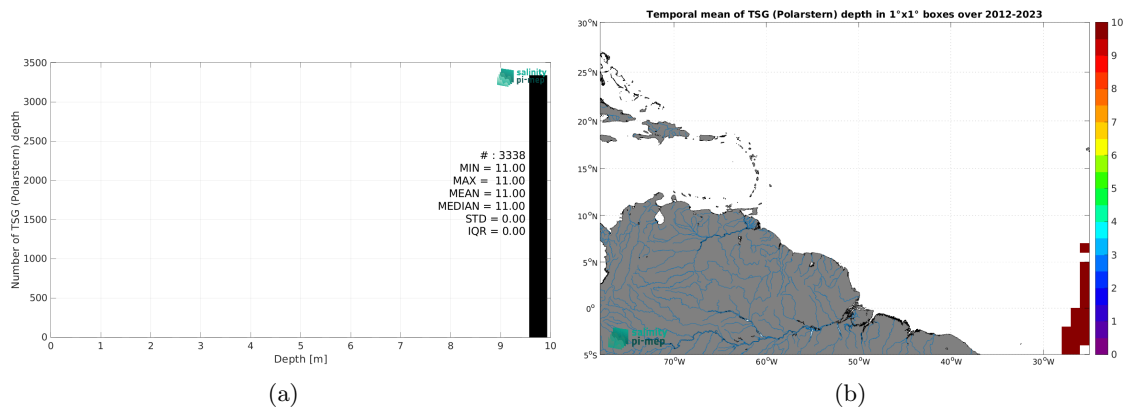 3500
3000
2500
2000
1500
1000
500
0
Number of TSG (Polarstern) depth
salinity
pi-mep
# : 3338
MIN = 11.00
MAX = 11.00
MEAN = 11.00
MEDIAN = 11.00
STD = 0.00
IQR = 0.00
0 1 2 3 4 5 6 7 8 9 10
Depth [m]
(a)
Temporal mean of TSG (Polarstern) depth in 1°x1° boxes over 2012-2023
30°N
25°N
20°N
15°N
10°N
5°N
0°
5°S
70°W 60°W 50°W 40°W 30°W
salinity
pi-mep
10
9
8
7
6
5
4
3
2
1
0
(b)